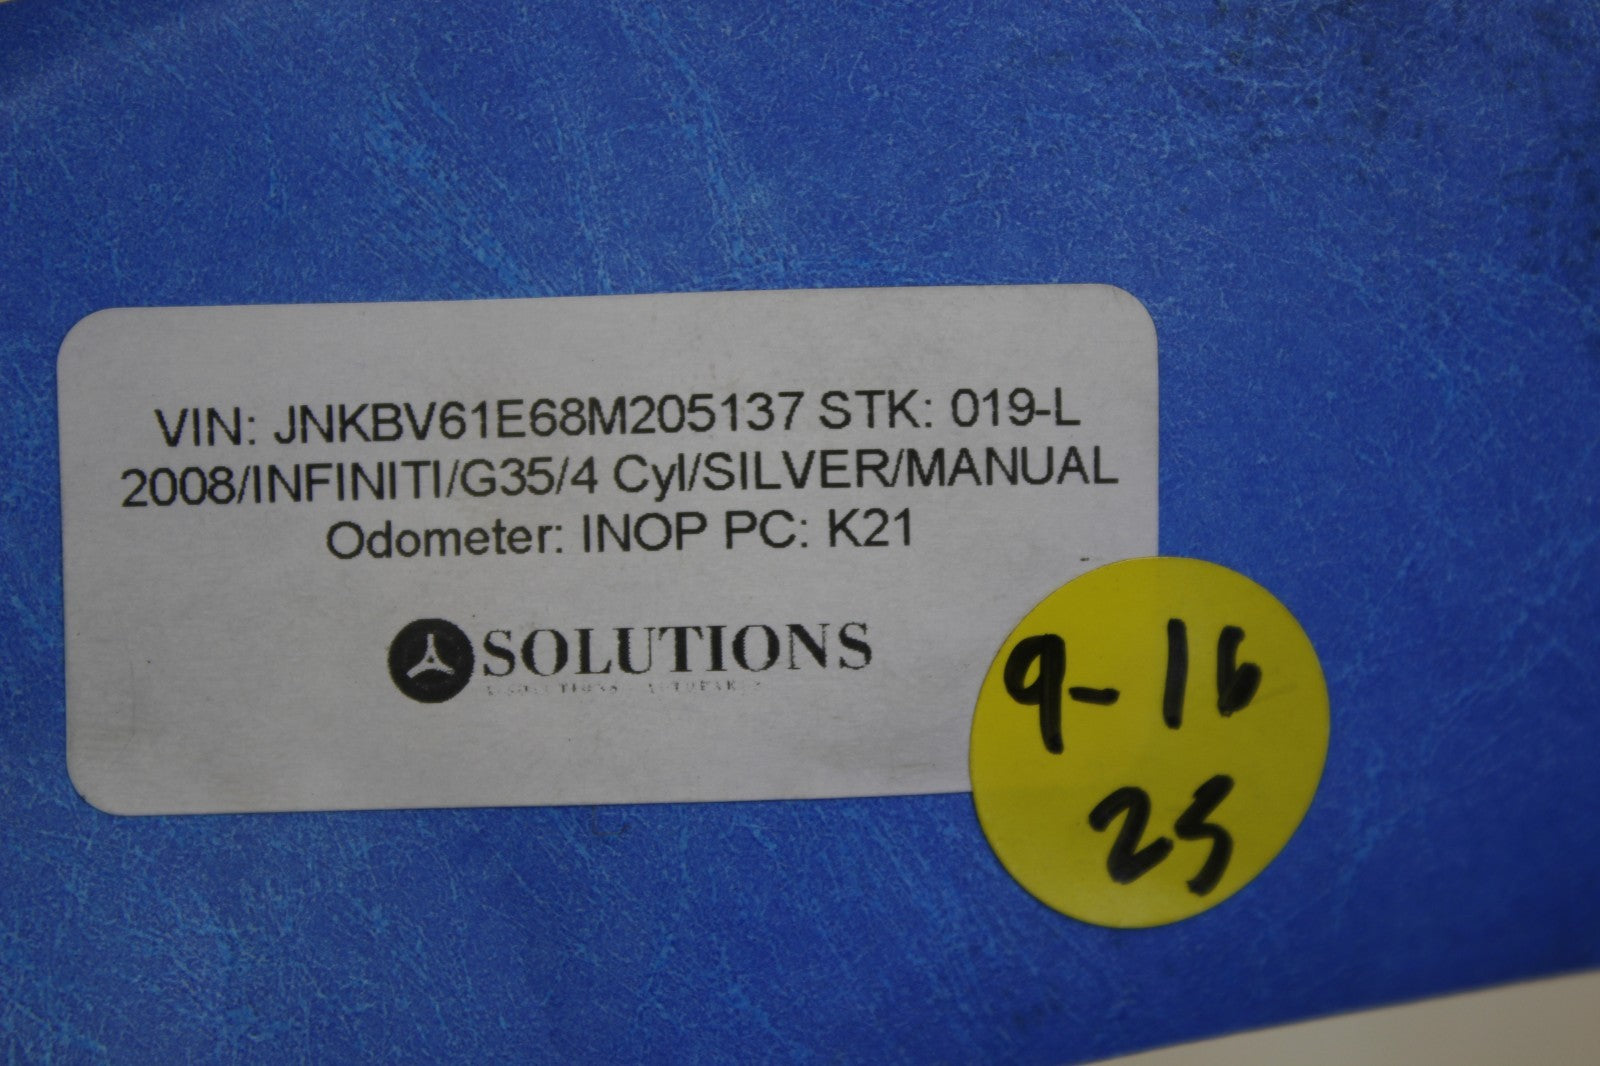 VIN: JNKBV61E68M205137 STK: 019-L
2008/INFINITI/G35/4 Cyl/SILVER/MANUAL
Odometer: INOP PC: K21
SOLUTIONS
9-16
25